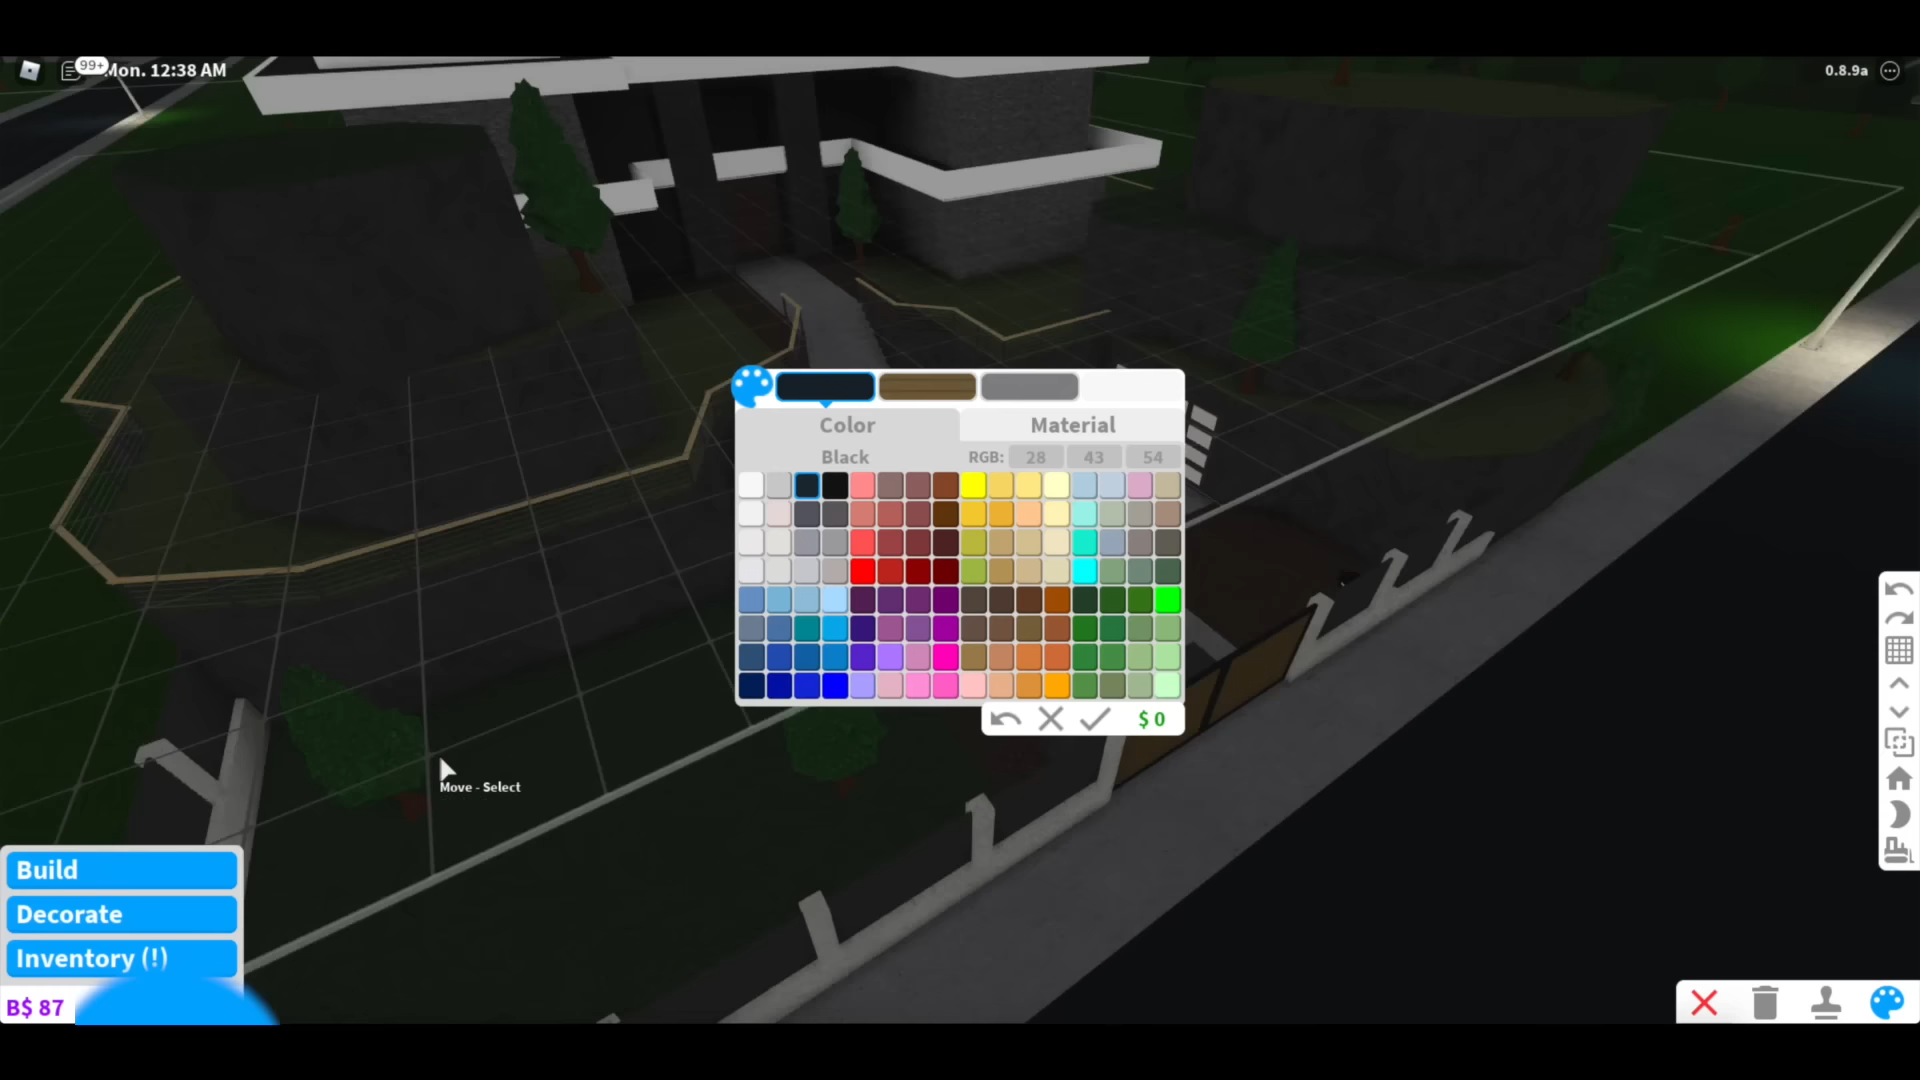 99+
Mon. 12:38 AM
0.8.9a
Color
Material
Black
RGB: 28 43 54
$ 0
Move - Select
Build
Decorate
Inventory (!)
B$ 87